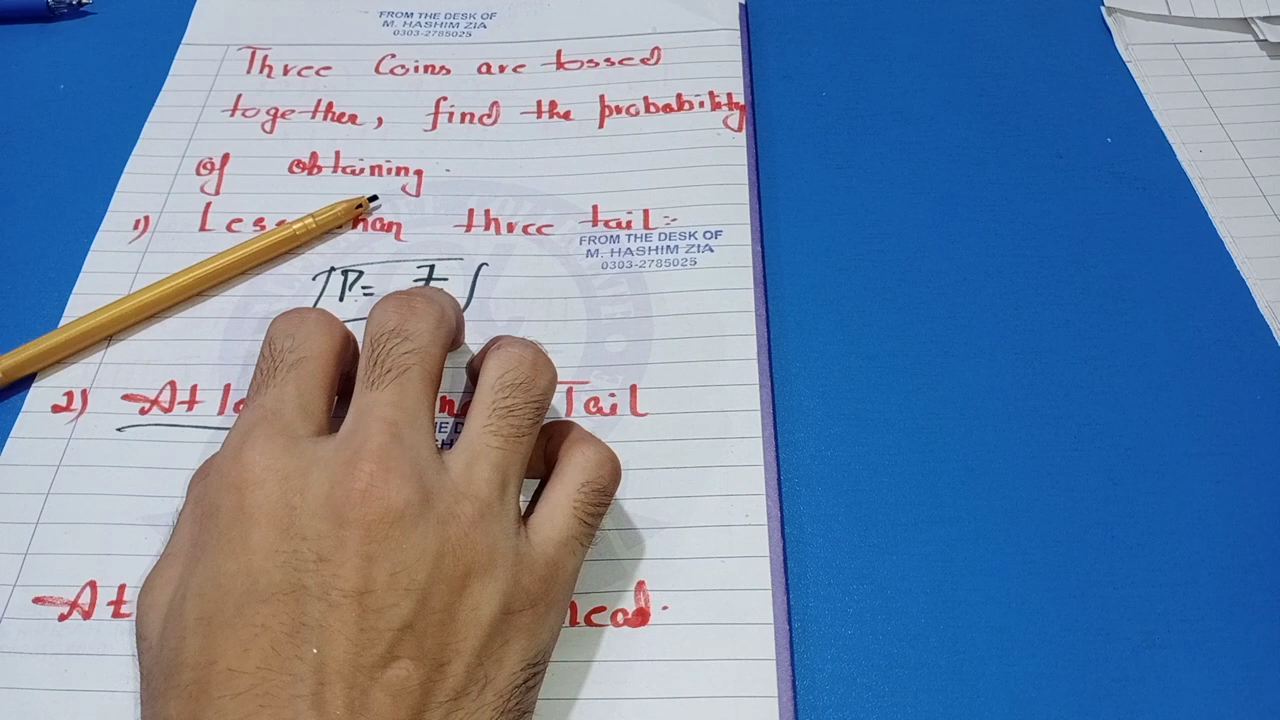 FROM THE DESK OF
M. HASHIM ZIA
0303-2785025
Three Coins are tossed
together, find the probability
of obtaining
1) three tail:-
FROM THE DESK OF
M. HASHIM ZIA
0303-2785025
P=
2) At Tail
At